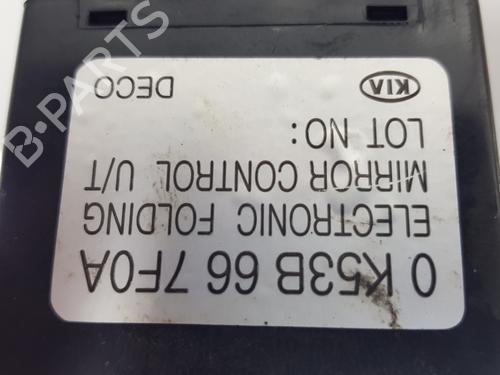 0 K53B 66 7F0A
ELECTRONIC FOLDING
MIRROR CONTROL U/T
LOT NO:
KIA
DECO
B-PARTS